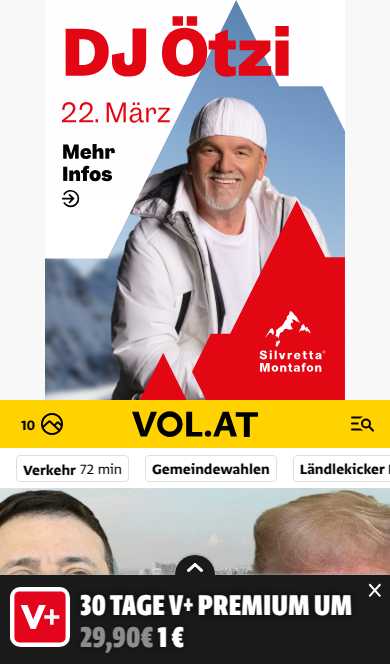 DJ Ötzi
22. März
Mehr
Infos
Silvretta
Montafon
10
VOL.AT
Verkehr 72 min
Gemeindewahlen
Ländlekicker
V+
30 TAGE V+ PREMIUM UM
29,90€ 1 €